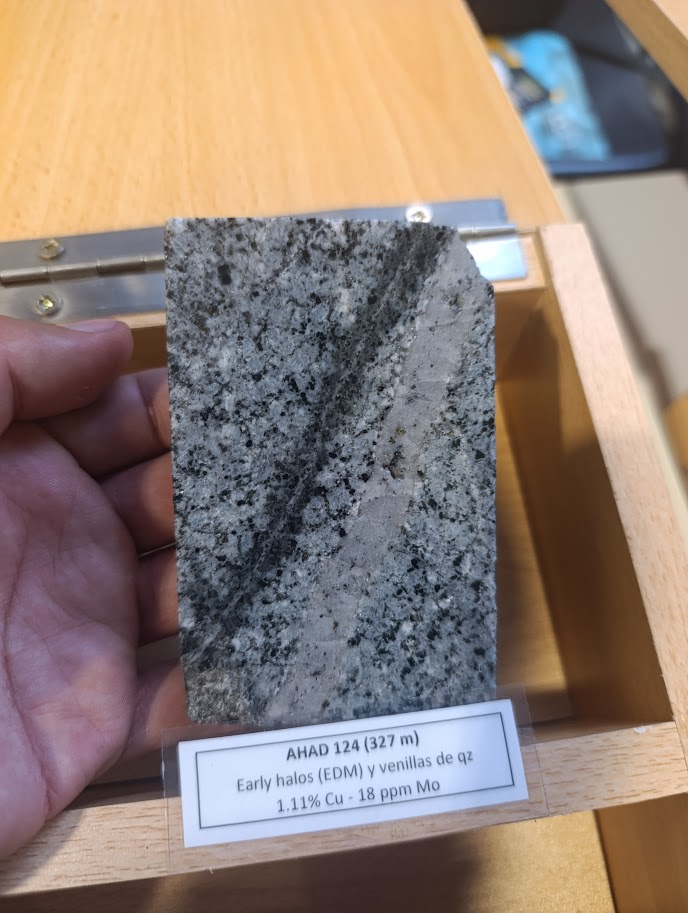 AHAD 124 (327 m)
Early halos (EDM) y venillas de qz
1.11% Cu - 18 ppm Mo